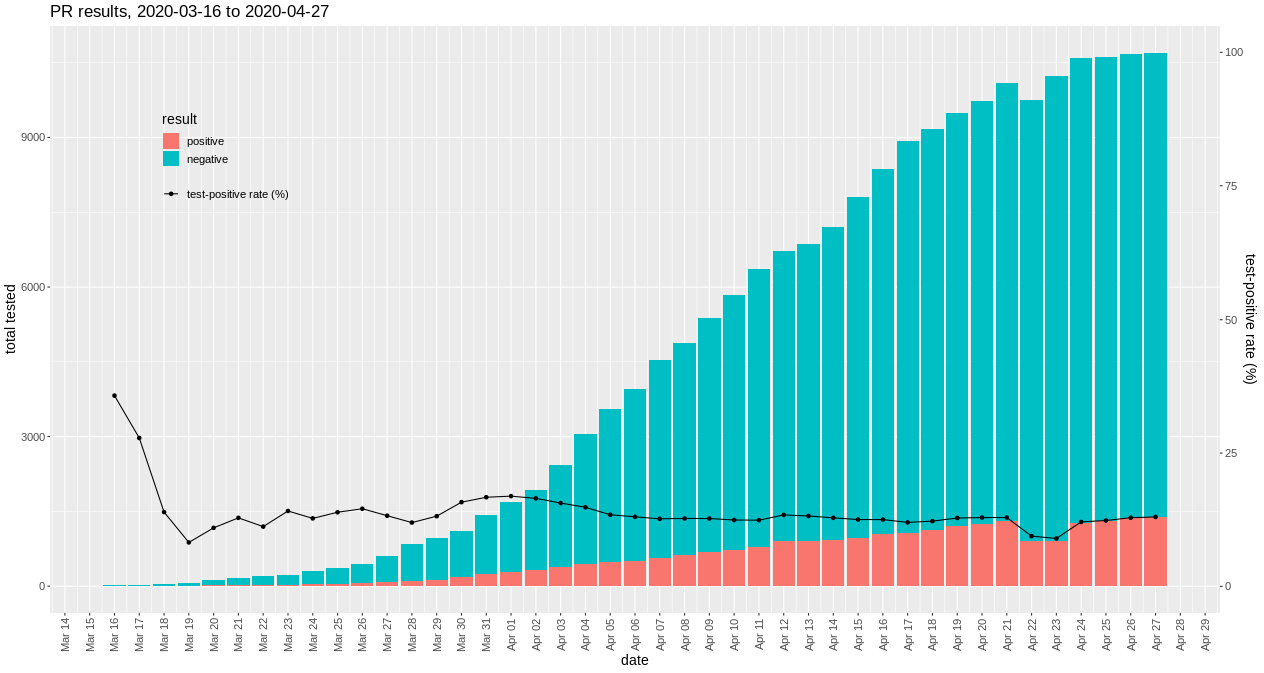 PR results, 2020-03-16 to 2020-04-27
result
positive
negative
test-positive rate (%)
total tested
9000
6000
3000
0
100
75
50
25
0
test-positive rate (%)
Mar 14
Mar 15
Mar 16
Mar 17
Mar 18
Mar 19
Mar 20
Mar 21
Mar 22
Mar 23
Mar 24
Mar 25
Mar 26
Mar 27
Mar 28
Mar 29
Mar 30
Mar 31
Apr 01
Apr 02
Apr 03
Apr 04
Apr 05
Apr 06
Apr 07
Apr 08
Apr 09
Apr 10
Apr 11
Apr 12
Apr 13
Apr 14
Apr 15
Apr 16
Apr 17
Apr 18
Apr 19
Apr 20
Apr 21
Apr 22
Apr 23
Apr 24
Apr 25
Apr 26
Apr 27
Apr 28
Apr 29
date